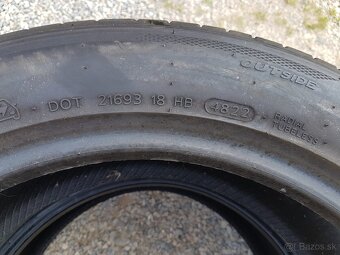 OUTSIDE
DOT 21693 18 HB 4822
RADIAL
TUBELESS
© Bazos.sk